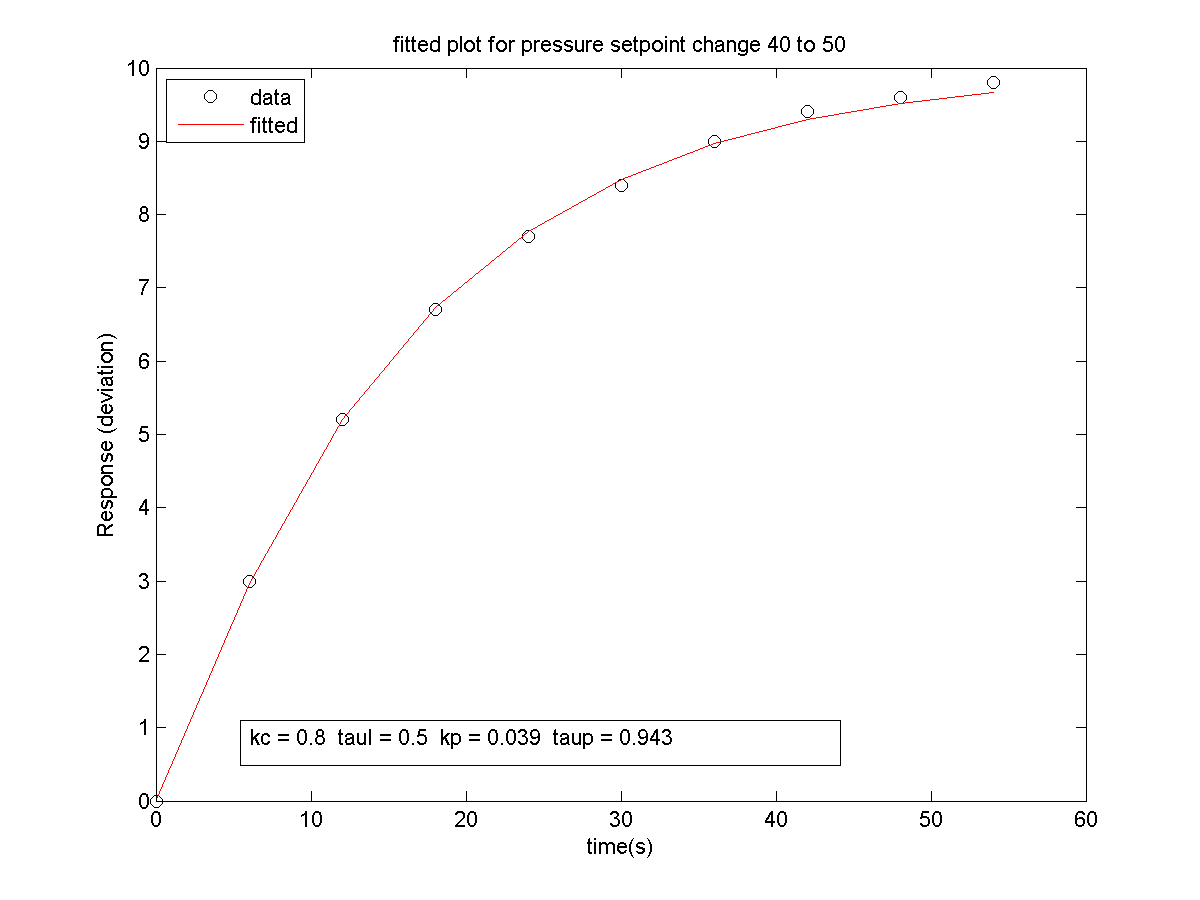 fitted plot for pressure setpoint change 40 to 50
10
9
8
7
6
5
4
3
2
1
0
Response (deviation)
data
fitted
kc = 0.8 tauI = 0.5 kp = 0.039 taup = 0.943
0 10 20 30 40 50 60
time(s)